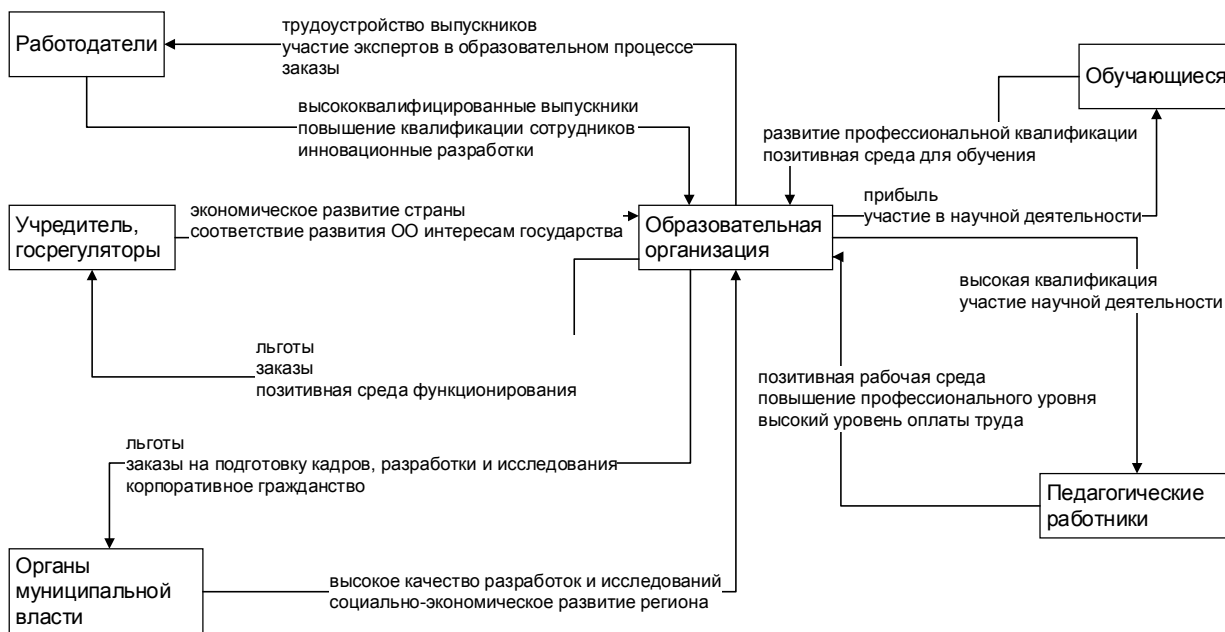 Работодатели
трудоустройство выпускников
участие экспертов в образовательном процессе
заказы
высококвалифицированные выпускники
повышение квалификации сотрудников
инновационные разработки
Обучающиеся
развитие профессиональной квалификации
позитивная среда для обучения
прибыль
участие в научной деятельности
Учредитель,
госрегуляторы
экономическое развитие страны
соответствие развития ОО интересам государства
Образовательная
организация
высокая квалификация
участие научной деятельности
льготы
заказы
позитивная среда функционирования
позитивная рабочая среда
повышение профессионального уровня
высокий уровень оплаты труда
льготы
заказы на подготовку кадров, разработки и исследования
корпоративное гражданство
Педагогические
работники
Органы
муниципальной
власти
высокое качество разработок и исследований
социально-экономическое развитие региона